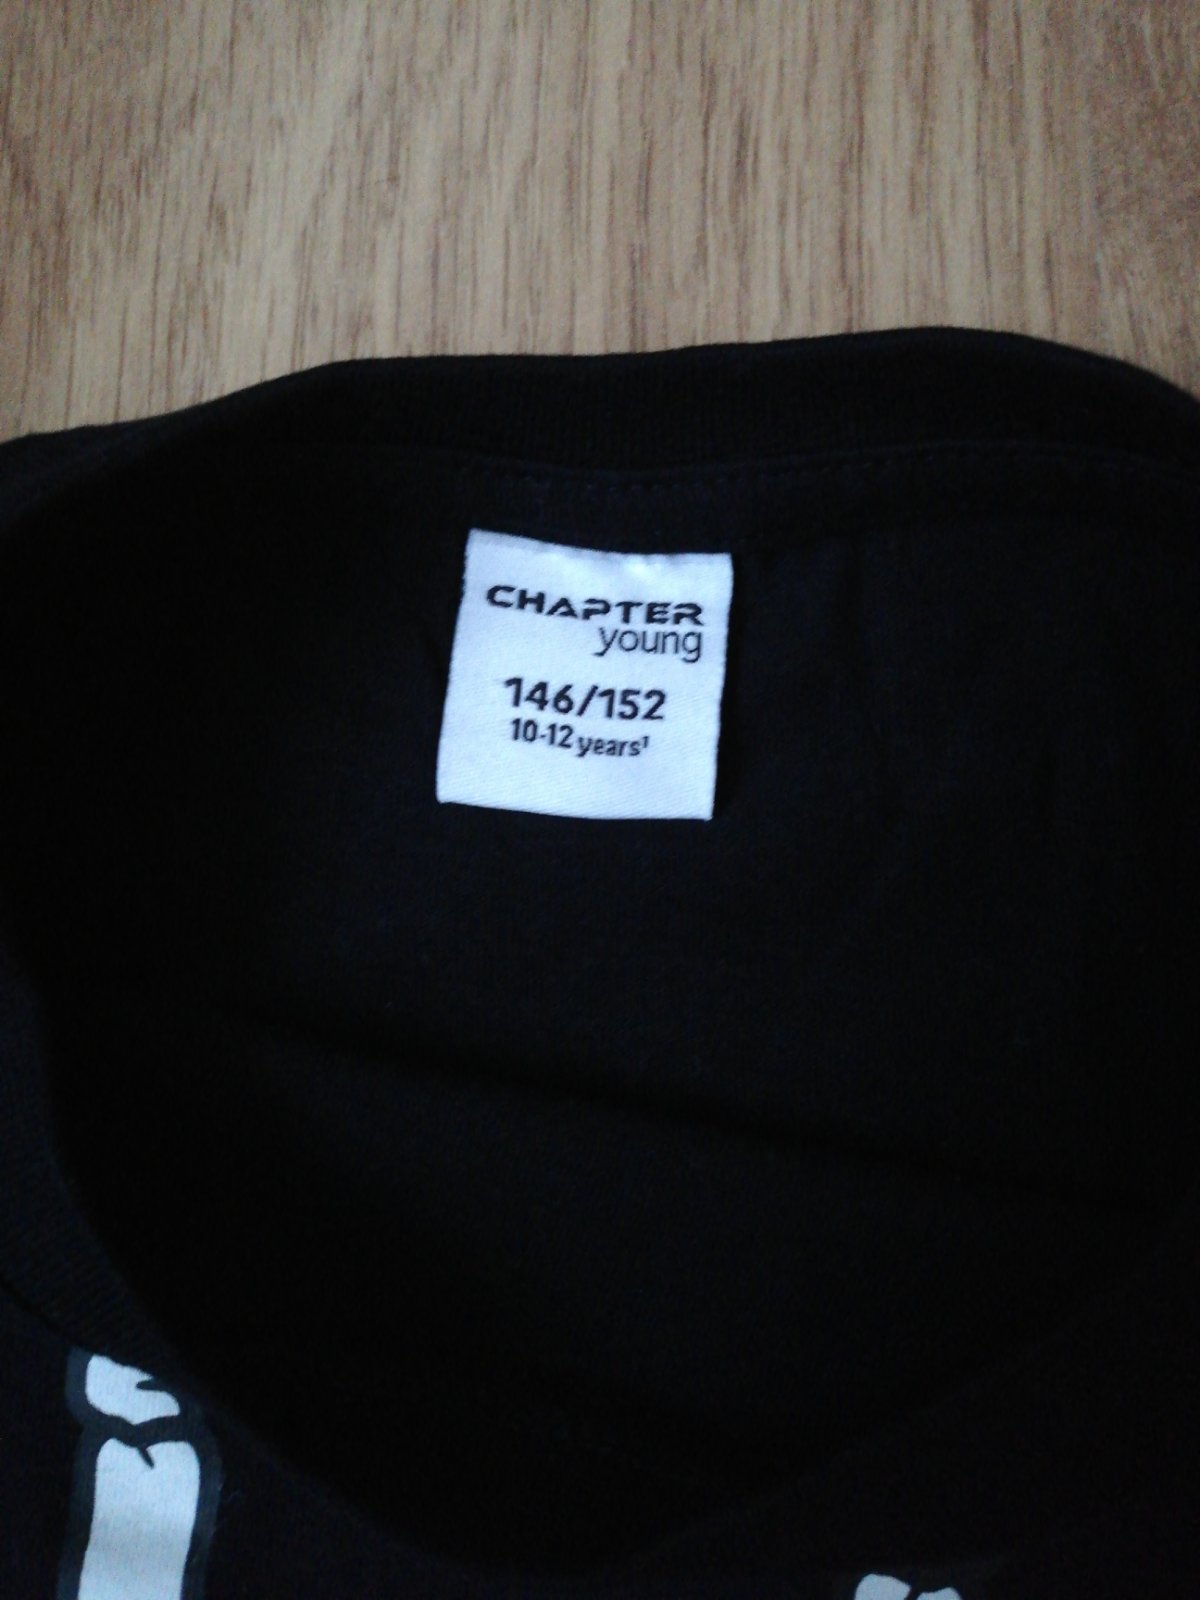 CHAPTER
young
146/152
10-12 years¹